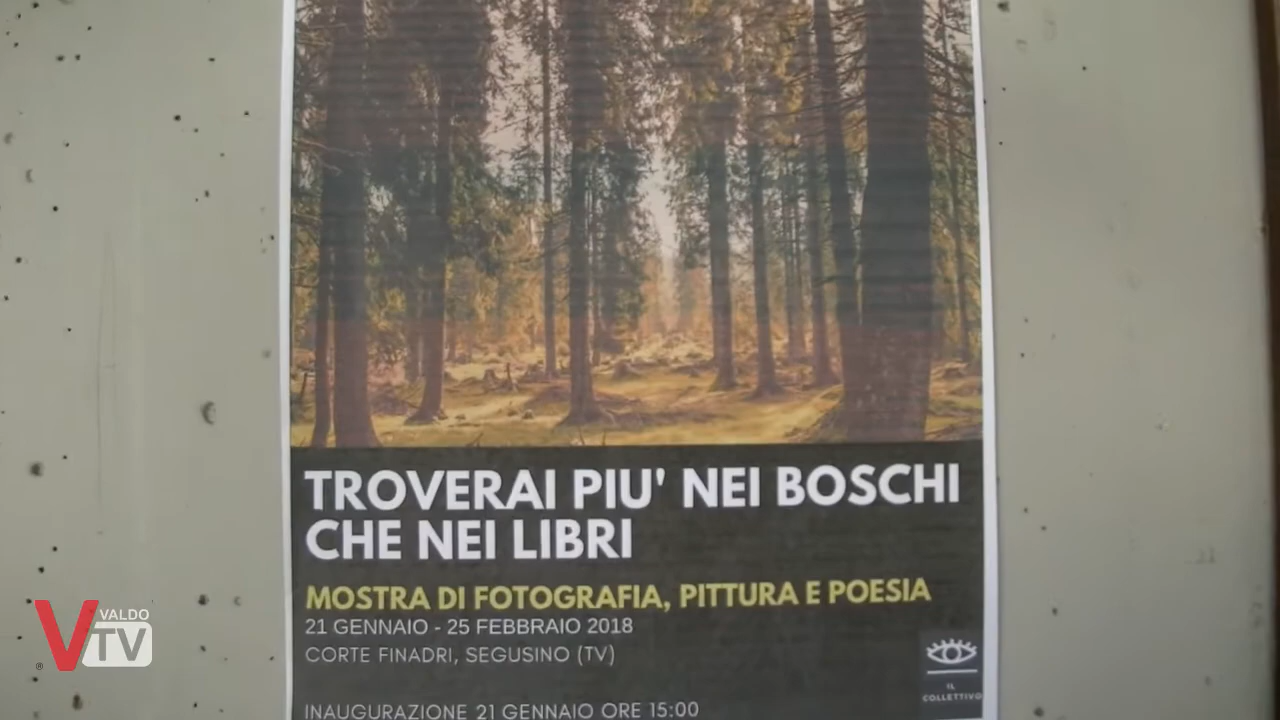 TROVERAI PIU' NEI BOSCHI
CHE NEI LIBRI
MOSTRA DI FOTOGRAFIA, PITTURA E POESIA
21 GENNAIO - 25 FEBBRAIO 2018
CORTE FINADRI, SEGUSINO (TV)
INAUGURAZIONE 21 GENNAIO ORE 15:00
IL
COLLETTIVO
VALDO
VTV
®